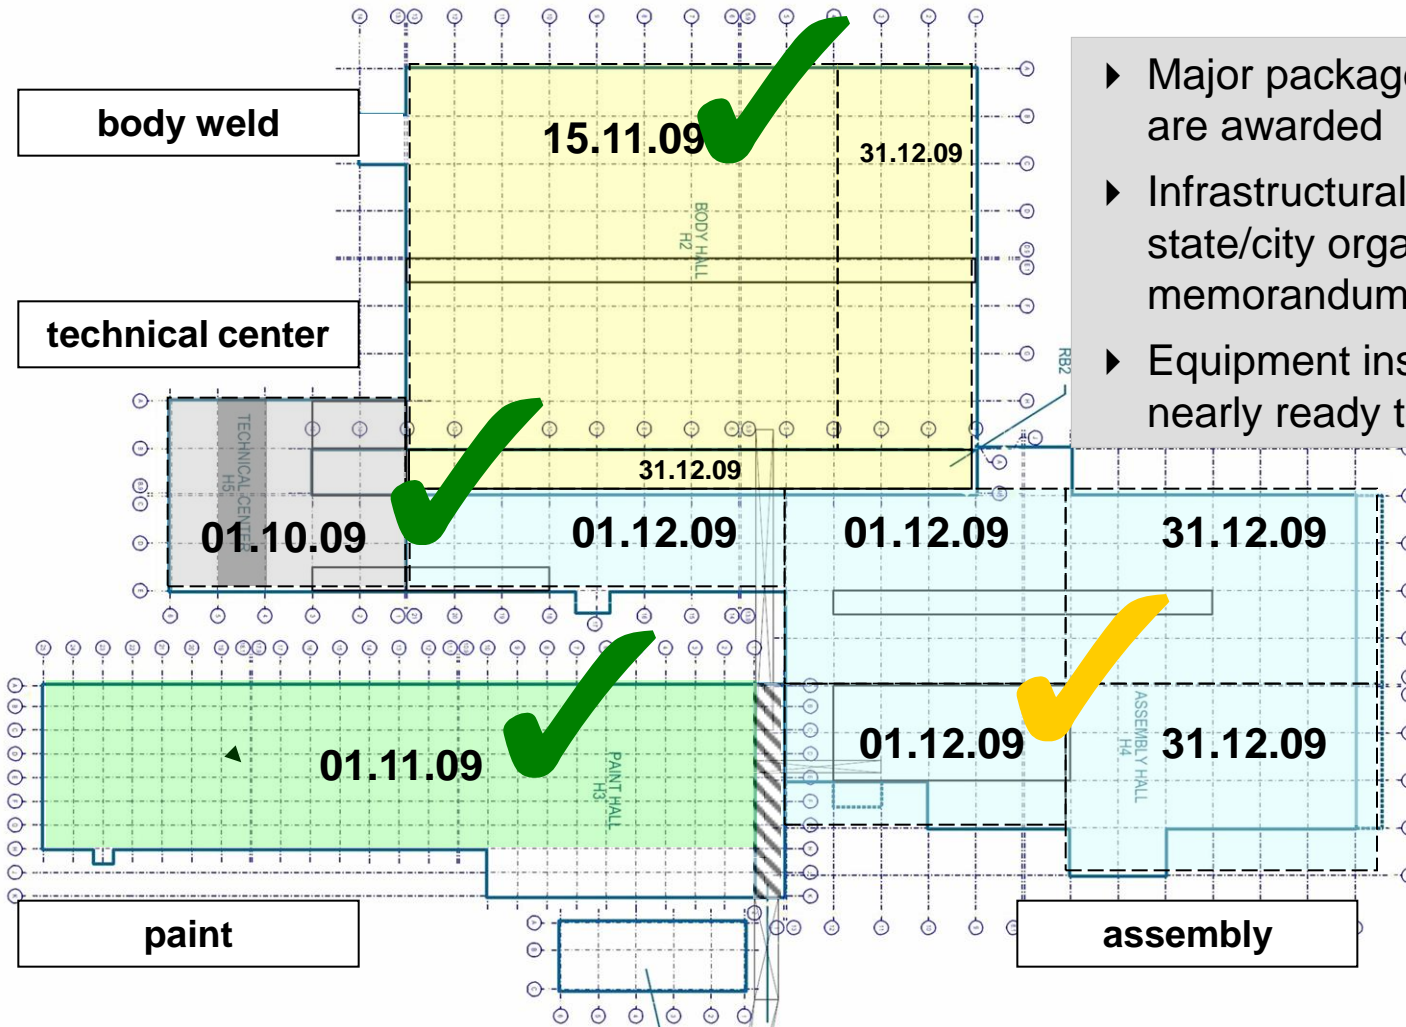 body weld
15.11.09
31.12.09
BODY HALL
H2
Major package
are awarded
Infrastructural
state/city orga
memorandum
Equipment ins
nearly ready t
technical center
RB2
TECHNICAL CENTER
H5
31.12.09
01.10.09
01.12.09
01.12.09
31.12.09
01.11.09
PAINT HALL
H3
01.12.09
31.12.09
ASSEMBLY HALL
H4
paint
assembly